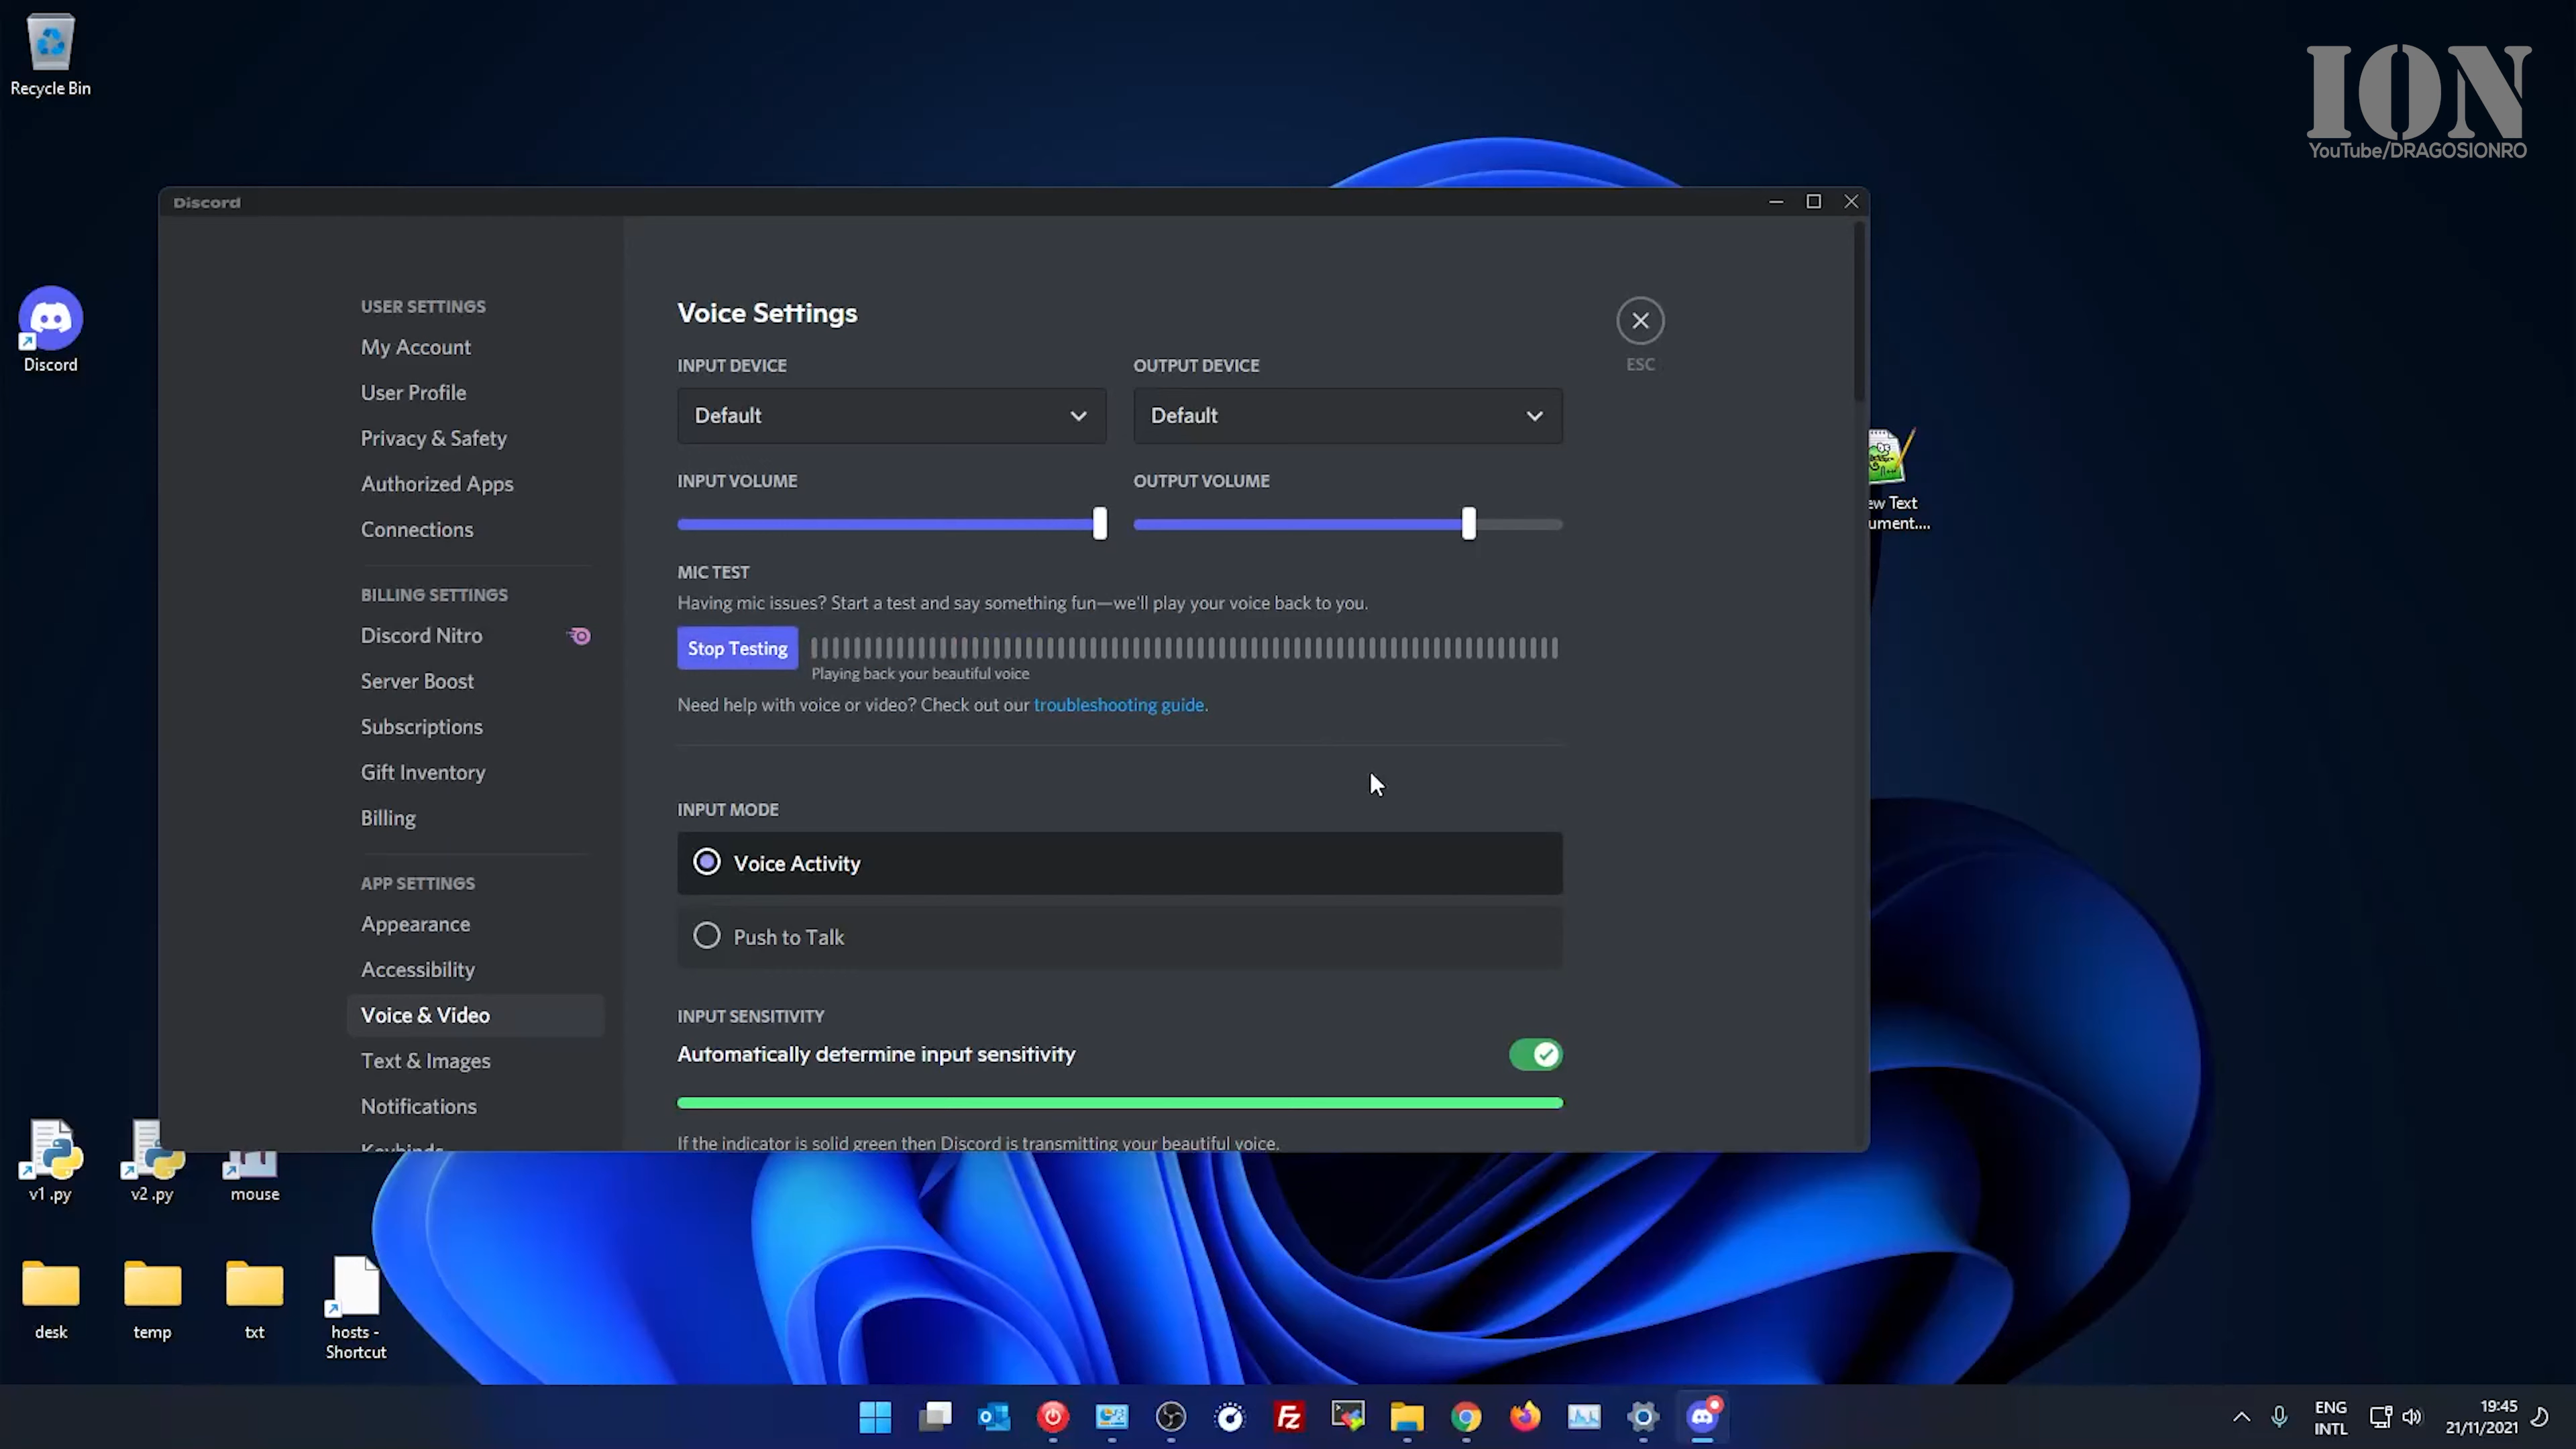 Recycle Bin
ION
YouTube/DRAGOSIONRO
Discord
Discord
USER SETTINGS
My Account
User Profile
Privacy & Safety
Authorized Apps
Connections
BILLING SETTINGS
Discord Nitro
Server Boost
Subscriptions
Gift Inventory
Billing
APP SETTINGS
Appearance
Accessibility
Voice & Video
Text & Images
Notifications
Keybinds
Voice Settings
ESC
INPUT DEVICE
OUTPUT DEVICE
Default
Default
INPUT VOLUME
OUTPUT VOLUME
MIC TEST
Having mic issues? Start a test and say something fun—we'll play your voice back to you.
Stop Testing
Playing back your beautiful voice
Need help with voice or video? Check out our troubleshooting guide.
INPUT MODE
Voice Activity
Push to Talk
INPUT SENSITIVITY
Automatically determine input sensitivity
If the indicator is solid green then Discord is transmitting your beautiful voice.
ew Text
ument....
v1 .py
v2 .py
mouse
desk
temp
txt
hosts -
Shortcut
ENG
INTL
19:45
21/11/2021